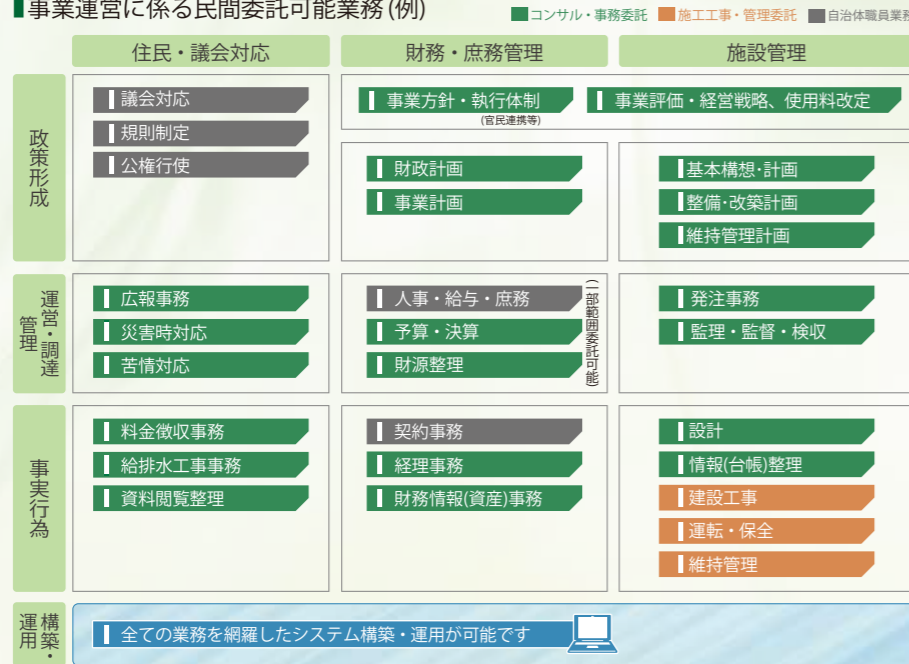 事業運営に係る民間委託可能業務(例)
コンサル・事務委託 施工工事・管理委託 自治体職員業務
住民・議会対応 財務・庶務管理 施設管理
政策形成
議会対応
規則制定
公権行使
事業方針・執行体制
(官民連携等)
事業評価・経営戦略、使用料改定
財政計画
事業計画
基本構想・計画
整備・改築計画
維持管理計画
運営・調達管理
広報事務
災害時対応
苦情対応
人事・給与・庶務
予算・決算
財源整理
(一部範囲委託可能)
発注事務
監理・監督・検収
事実行為
料金徴収事務
給排水工事事務
資料閲覧整理
契約事務
経理事務
財務情報(資産)事務
設計
情報(台帳)整理
建設工事
運転・保全
維持管理
構築・運用
全ての業務を網羅したシステム構築・運用が可能です